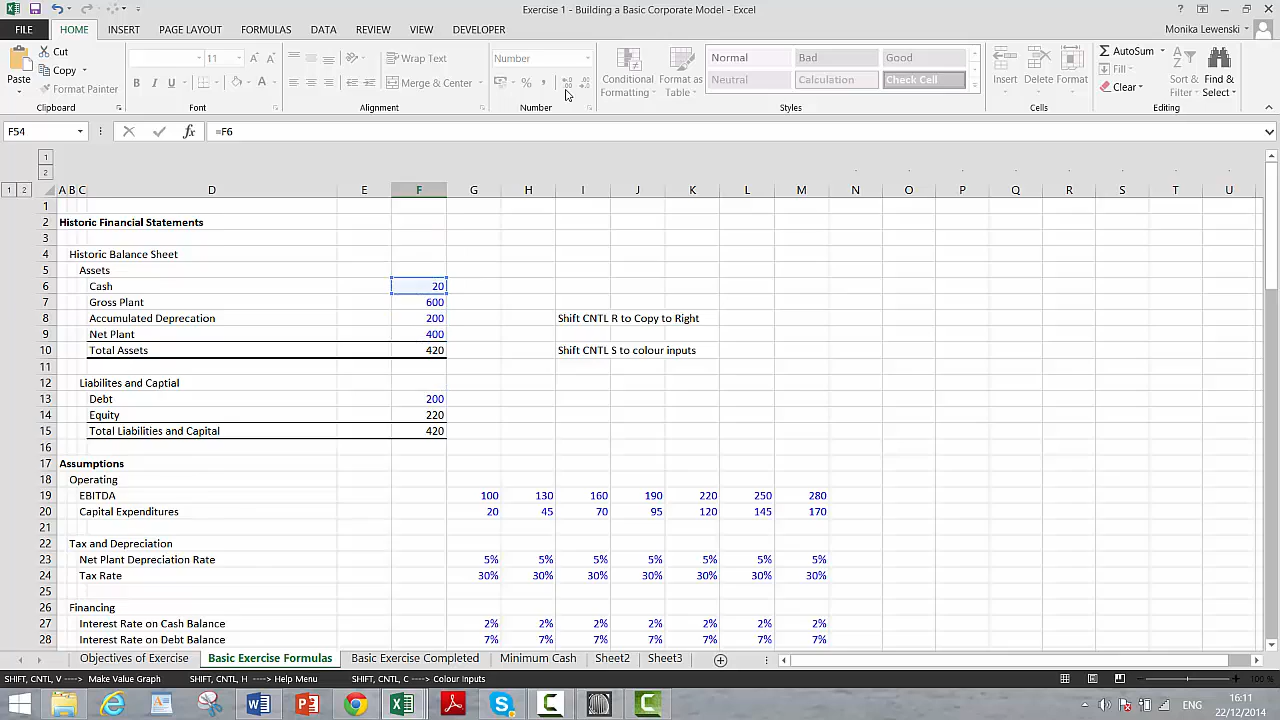 Exercise 1 - Building a Basic Corporate Model - Excel
FILE HOME INSERT PAGE LAYOUT FORMULAS DATA REVIEW VIEW DEVELOPER Monika Lewenski
Paste Cut Copy Format Painter Clipboard
11 B I U A Font
Wrap Text Merge & Center Alignment
Number % Number
Conditional Formatting Format as Table
Normal Bad Good
Neutral Calculation Check Cell
Styles
Insert Delete Format Cells
AutoSum Fill Clear Sort & Filter Find & Select Editing
F54 fx =F6
1
2
1 2 A B C D E F G H I J K L M N O P Q R S T U
1
2 Historic Financial Statements
3
4 Historic Balance Sheet
5 Assets
6 Cash 20
7 Gross Plant 600
8 Accumulated Deprecation 200 Shift CNTL R to Copy to Right
9 Net Plant 400
10 Total Assets 420 Shift CNTL S to colour inputs
11
12 Liabilites and Captial
13 Debt 200
14 Equity 220
15 Total Liabilities and Capital 420
16
17 Assumptions
18 Operating
19 EBITDA 100 130 160 190 220 250 280
20 Capital Expenditures 20 45 70 95 120 145 170
21
22 Tax and Depreciation
23 Net Plant Depreciation Rate 5% 5% 5% 5% 5% 5% 5%
24 Tax Rate 30% 30% 30% 30% 30% 30% 30%
25
26 Financing
27 Interest Rate on Cash Balance 2% 2% 2% 2% 2% 2% 2%
28 Interest Rate on Debt Balance 7% 7% 7% 7% 7% 7% 7%
Objectives of Exercise Basic Exercise Formulas Basic Exercise Completed Minimum Cash Sheet2 Sheet3
SHIFT, CNTL, V ----> Make Value Graph SHIFT, CNTL, H ----> Help Menu SHIFT, CNTL, C ----> Colour Inputs 100 %
ENG 16:11
22/12/2014